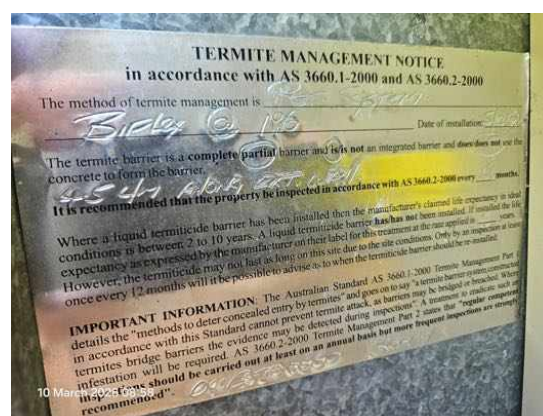 TERMITE MANAGEMENT NOTICE
in accordance with AS 3660.1-2000 and AS 3660.2-2000
The method of termite management is
Biflex @ 1%
Date of installation:
The termite barrier is a complete partial barrier and is/is not an integrated barrier and does/does not use the
concrete to form the barrier.
It is recommended that the property be inspected in accordance with AS 3660.2-2000 every months.
Where a liquid termiticide barrier has been installed then the manufacturer's claimed life expectancy in ideal
conditions is between 2 to 10 years. A liquid termiticide barrier has/has not been installed. If installed the life
expectancy as expressed by the manufacturer on their label for this treatment at the rate applied is years.
However, the termiticide may not last as long on this site due to the site conditions. Only by an inspection at least
once every 12 months will it be possible to advise as to when the termiticide barrier should be re-installed.
IMPORTANT INFORMATION: The Australian Standard AS 3660.1-2000 Termite Management Part 1
details the "methods to deter concealed entry by termites" and goes on to say "a termite barrier system constructed
in accordance with this Standard cannot prevent termite attack, as barriers may be bridged or breached. Where
termites bridge barriers the evidence may be detected during inspections". A treatment to eradicate such an
infestation will be required. AS 3660.2-2000 Termite Management Part 2 states that "regular competent
inspections should be carried out at least on an annual basis but more frequent inspections are strongly
recommended".
10 March 2025 08:58